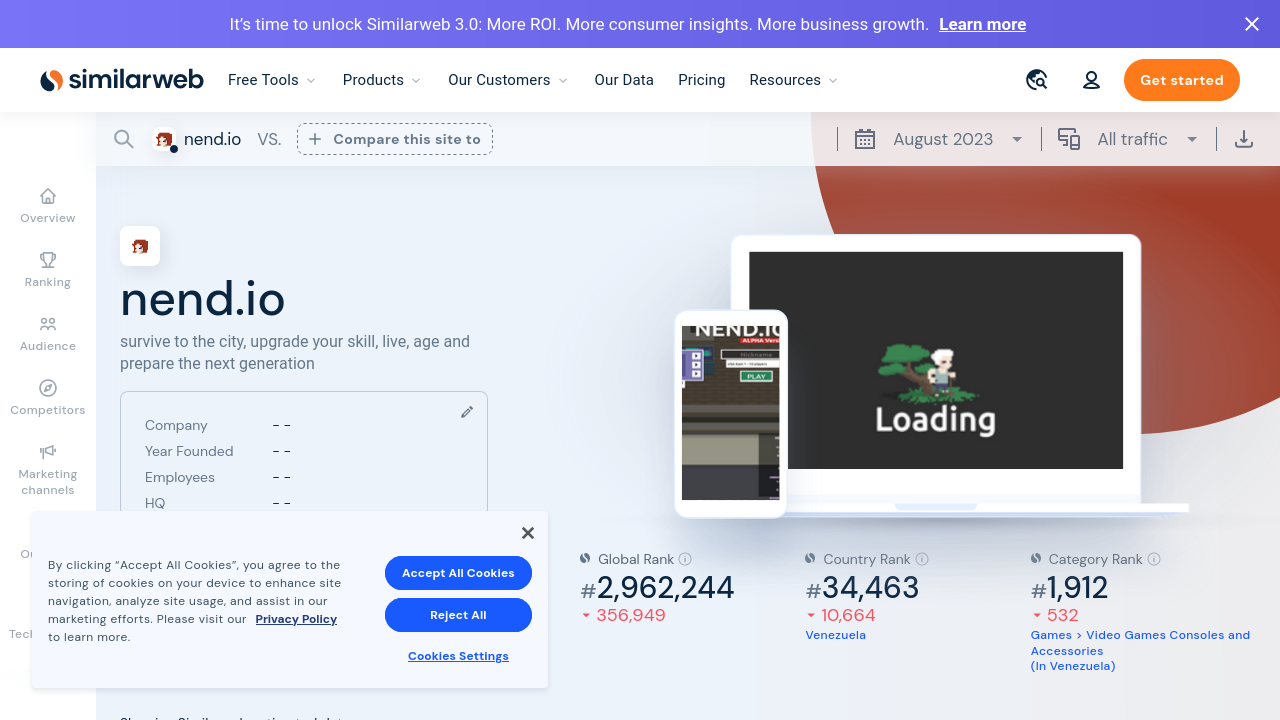 It's time to unlock Similarweb 3.0: More ROI. More consumer insights. More business growth. Learn more
similarweb
Free Tools
Products
Our Customers
Our Data
Pricing
Resources
Get started
nend.io
VS.
Compare this site to
August 2023
All traffic
Overview
Ranking
Audience
Competitors
Marketing
channels
nend.io
survive to the city, upgrade your skill, live, age and
prepare the next generation
Company - -
Year Founded - -
Employees - -
HQ - -
NEND.IO
ALPHA
Nickname
PLAY
Loading
By clicking “Accept All Cookies”, you agree to the
storing of cookies on your device to enhance site
navigation, analyze site usage, and assist in our
marketing efforts. Please visit our Privacy Policy
to learn more.
Accept All Cookies
Reject All
Cookies Settings
Global Rank
#2,962,244
356,949
Country Rank
#34,463
10,664
Venezuela
Category Rank
#1,912
532
Games > Video Games Consoles and
Accessories
(In Venezuela)